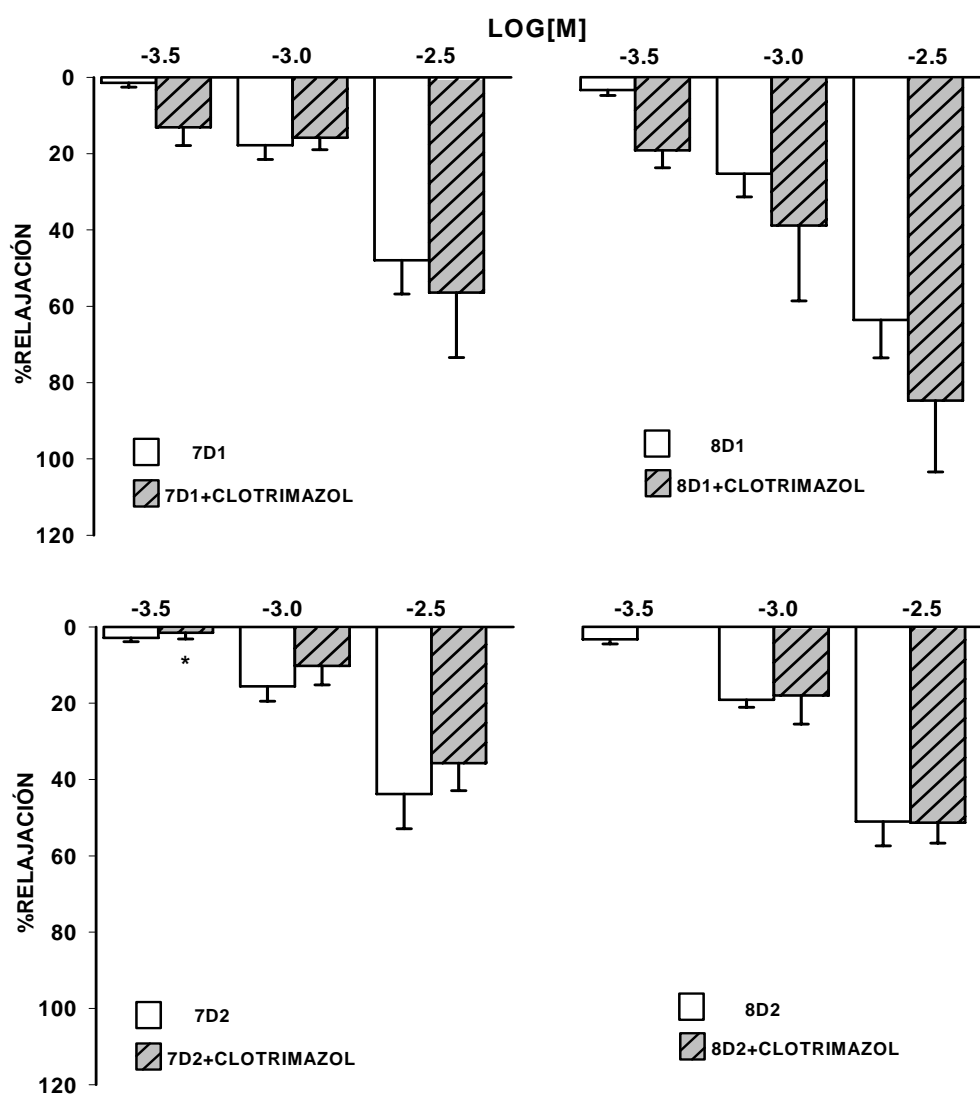 LOG[M]
-3.5 -3.0 -2.5
-3.5 -3.0 -2.5
0
20
40
60
80
100
120
%RELAJACIÓN
7D1
7D1+CLOTRIMAZOL
8D1
8D1+CLOTRIMAZOL
-3.5 -3.0 -2.5
-3.5 -3.0 -2.5
0
20
40
60
80
100
120
%RELAJACIÓN
*
7D2
7D2+CLOTRIMAZOL
8D2
8D2+CLOTRIMAZOL